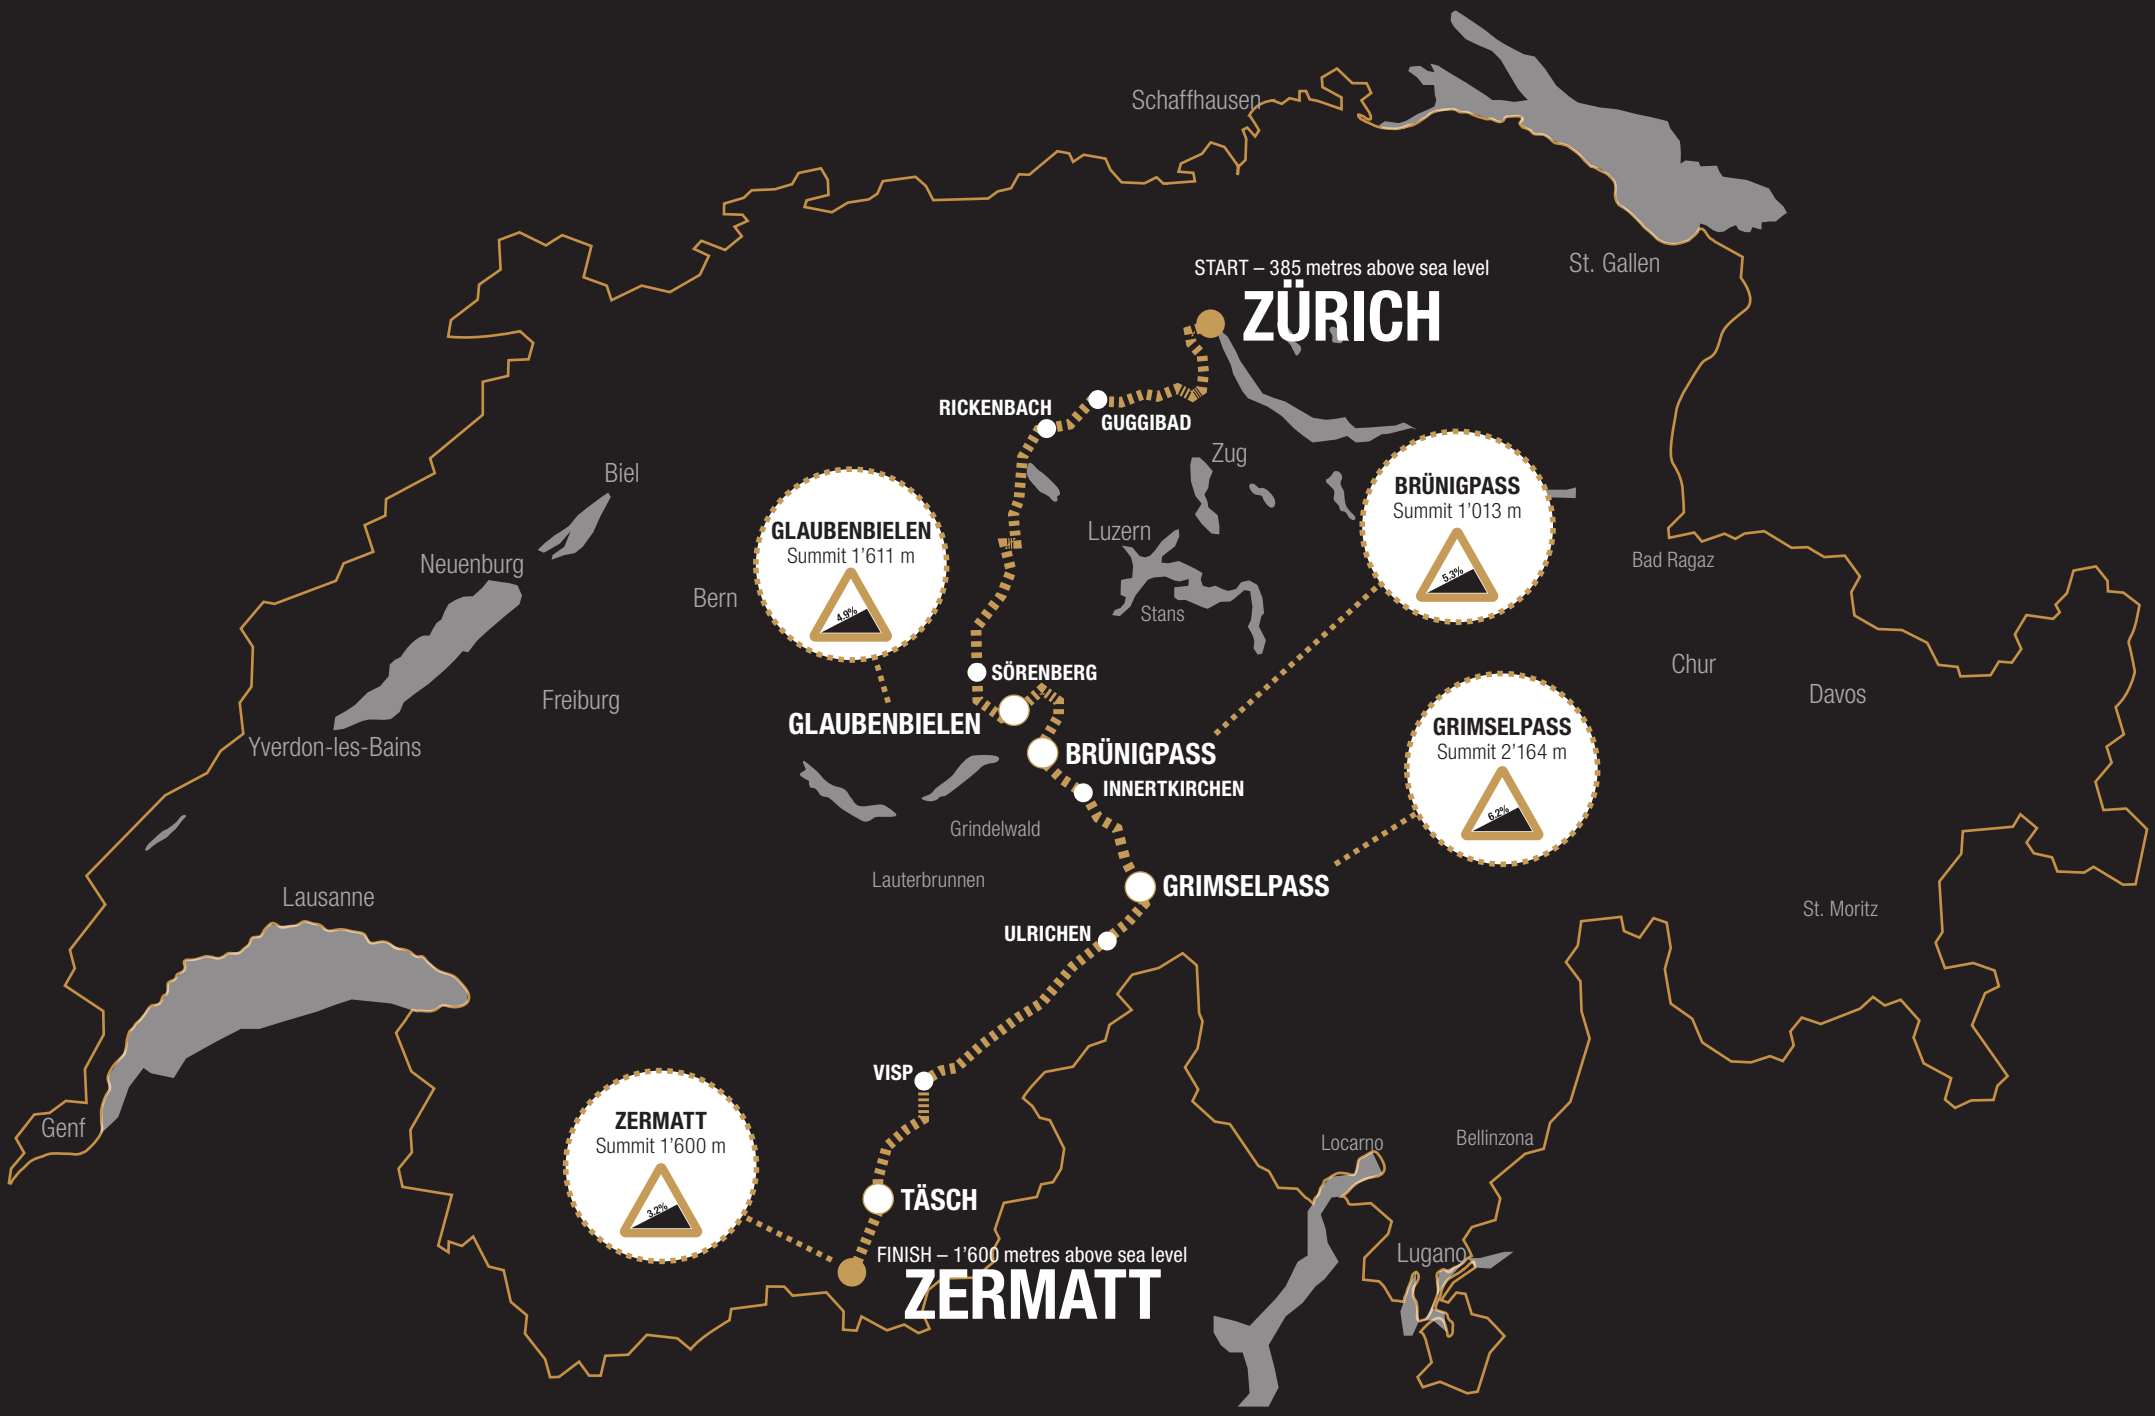 Schaffhausen
START – 385 metres above sea level
ZÜRICH
St. Gallen
RICKENBACH
GUGGIBAD
Zug
Biel
BRÜNIGPASS
Summit 1’013 m
5.3%
GLAUBENBIELEN
Summit 1’611 m
4.9%
Luzern
Neuenburg
Bad Ragaz
Bern
Stans
SÖRENBERG
Chur
Davos
Freiburg
GLAUBENBIELEN
GRIMSELPASS
Summit 2’164 m
6.2%
Yverdon-les-Bains
BRÜNIGPASS
INNERTKIRCHEN
Grindelwald
Lauterbrunnen
GRIMSELPASS
Lausanne
St. Moritz
ULRICHEN
VISP
ZERMATT
Summit 1’600 m
3.2%
Genf
Locarno
Bellinzona
TÄSCH
FINISH – 1’600 metres above sea level
ZERMATT
Lugano